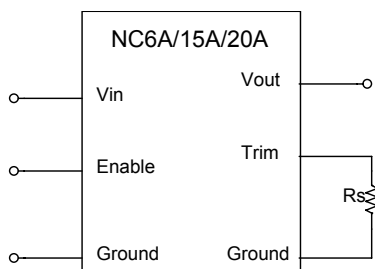 NC6A/15A/20A
Vin
Vout
Enable
Trim
Rs
Ground
Ground